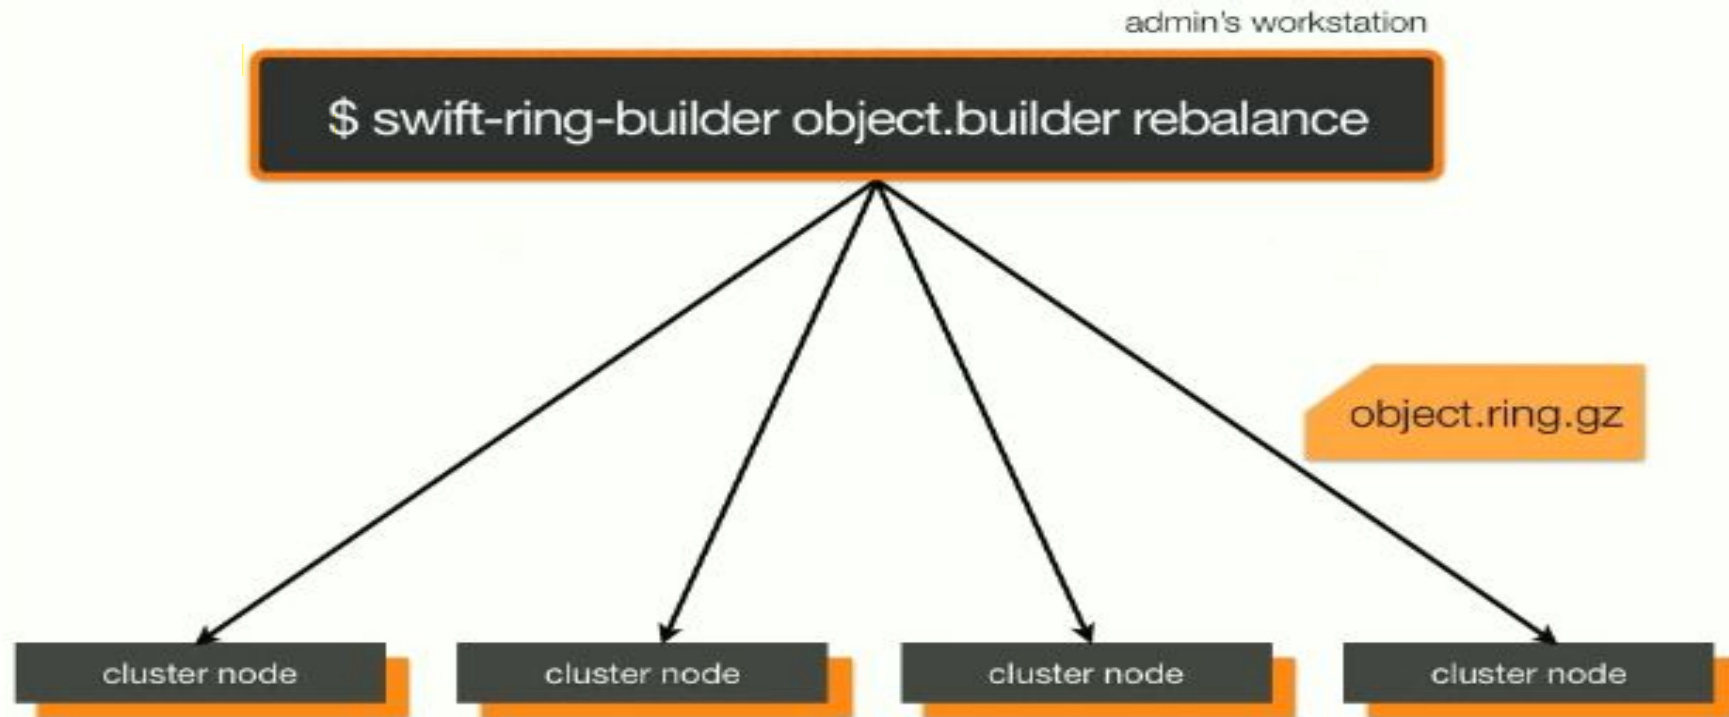 admin's workstation
$ swift-ring-builder object.builder rebalance
object.ring.gz
cluster node
cluster node
cluster node
cluster node